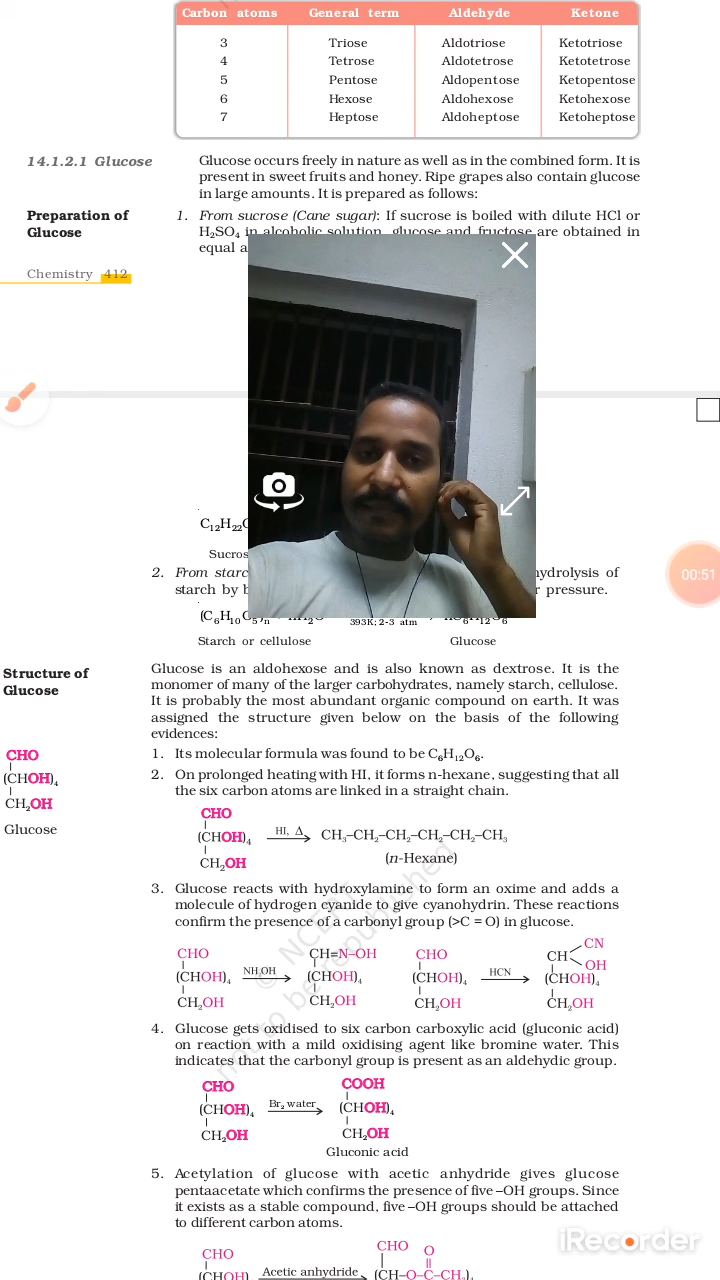 Carbon atoms General term Aldehyde Ketone
3 Triose Aldotriose Ketotriose
4 Tetrose Aldotetrose Ketotetrose
5 Pentose Aldopentose Ketopentose
6 Hexose Aldohexose Ketohexose
7 Heptose Aldoheptose Ketoheptose
14.1.2.1 Glucose
Glucose occurs freely in nature as well as in the combined form. It is
present in sweet fruits and honey. Ripe grapes also contain glucose
in large amounts. It is prepared as follows:
Preparation of
Glucose
1. From sucrose (Cane sugar): If sucrose is boiled with dilute HCl or
H₂SO₄ in alcoholic solution, glucose and fructose are obtained in
equal a
Chemistry 412
C₁₂H₂₂
Sucros
00:51
2. From starc ydrolysis of
starch by b r pressure.
(C₆H₁₀O₅)ₙ
393K; 2-3 atm
Starch or cellulose Glucose
Structure of
Glucose
Glucose is an aldohexose and is also known as dextrose. It is the
monomer of many of the larger carbohydrates, namely starch, cellulose.
It is probably the most abundant organic compound on earth. It was
assigned the structure given below on the basis of the following
evidences:
CHO
(CHOH)₄
CH₂OH
Glucose
1. Its molecular formula was found to be C₆H₁₂O₆.
2. On prolonged heating with HI, it forms n-hexane, suggesting that all
the six carbon atoms are linked in a straight chain.
CHO
(CHOH)₄ HI, Δ CH₃–CH₂–CH₂–CH₂–CH₂–CH₃
CH₂OH (n-Hexane)
3. Glucose reacts with hydroxylamine to form an oxime and adds a
molecule of hydrogen cyanide to give cyanohydrin. These reactions
confirm the presence of a carbonyl group (>C = O) in glucose.
CHO CH=N–OH CHO CH CN OH
(CHOH)₄ NH₂OH (CHOH)₄ (CHOH)₄ HCN (CHOH)₄
CH₂OH CH₂OH CH₂OH CH₂OH
© NCERT
not to be republished
4. Glucose gets oxidised to six carbon carboxylic acid (gluconic acid)
on reaction with a mild oxidising agent like bromine water. This
indicates that the carbonyl group is present as an aldehydic group.
CHO COOH
(CHOH)₄ Br₂ water (CHOH)₄
CH₂OH CH₂OH
Gluconic acid
5. Acetylation of glucose with acetic anhydride gives glucose
pentaacetate which confirms the presence of five –OH groups. Since
it exists as a stable compound, five –OH groups should be attached
to different carbon atoms.
iRecorder
CHO CHO O
(CHOH) Acetic anhydride (CH–O–C–CH₃)₄